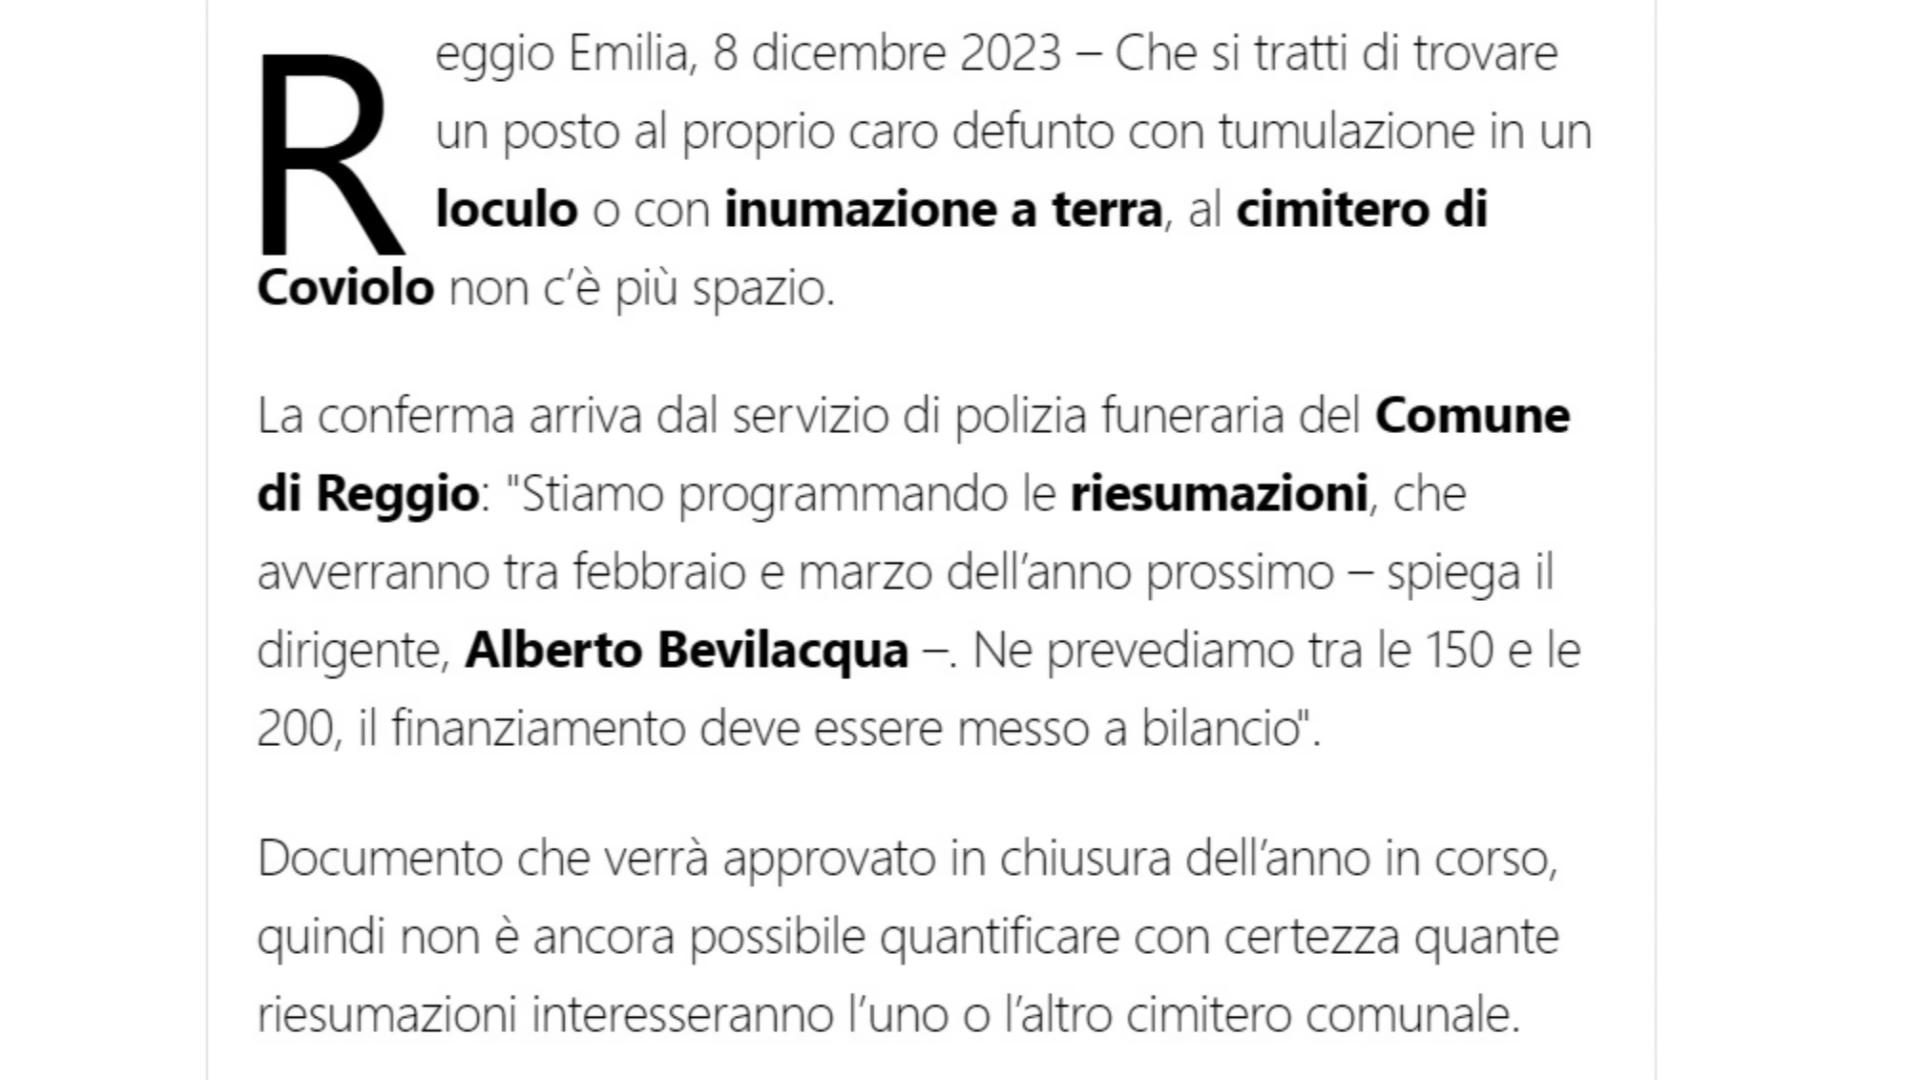 Reggio Emilia, 8 dicembre 2023 – Che si tratti di trovare
un posto al proprio caro defunto con tumulazione in un
loculo o con inumazione a terra, al cimitero di
Coviolo non c’è più spazio.
La conferma arriva dal servizio di polizia funeraria del Comune
di Reggio: "Stiamo programmando le riesumazioni, che
avverranno tra febbraio e marzo dell’anno prossimo – spiega il
dirigente, Alberto Bevilacqua –. Ne prevediamo tra le 150 e le
200, il finanziamento deve essere messo a bilancio".
Documento che verrà approvato in chiusura dell’anno in corso,
quindi non è ancora possibile quantificare con certezza quante
riesumazioni interesseranno l’uno o l’altro cimitero comunale.